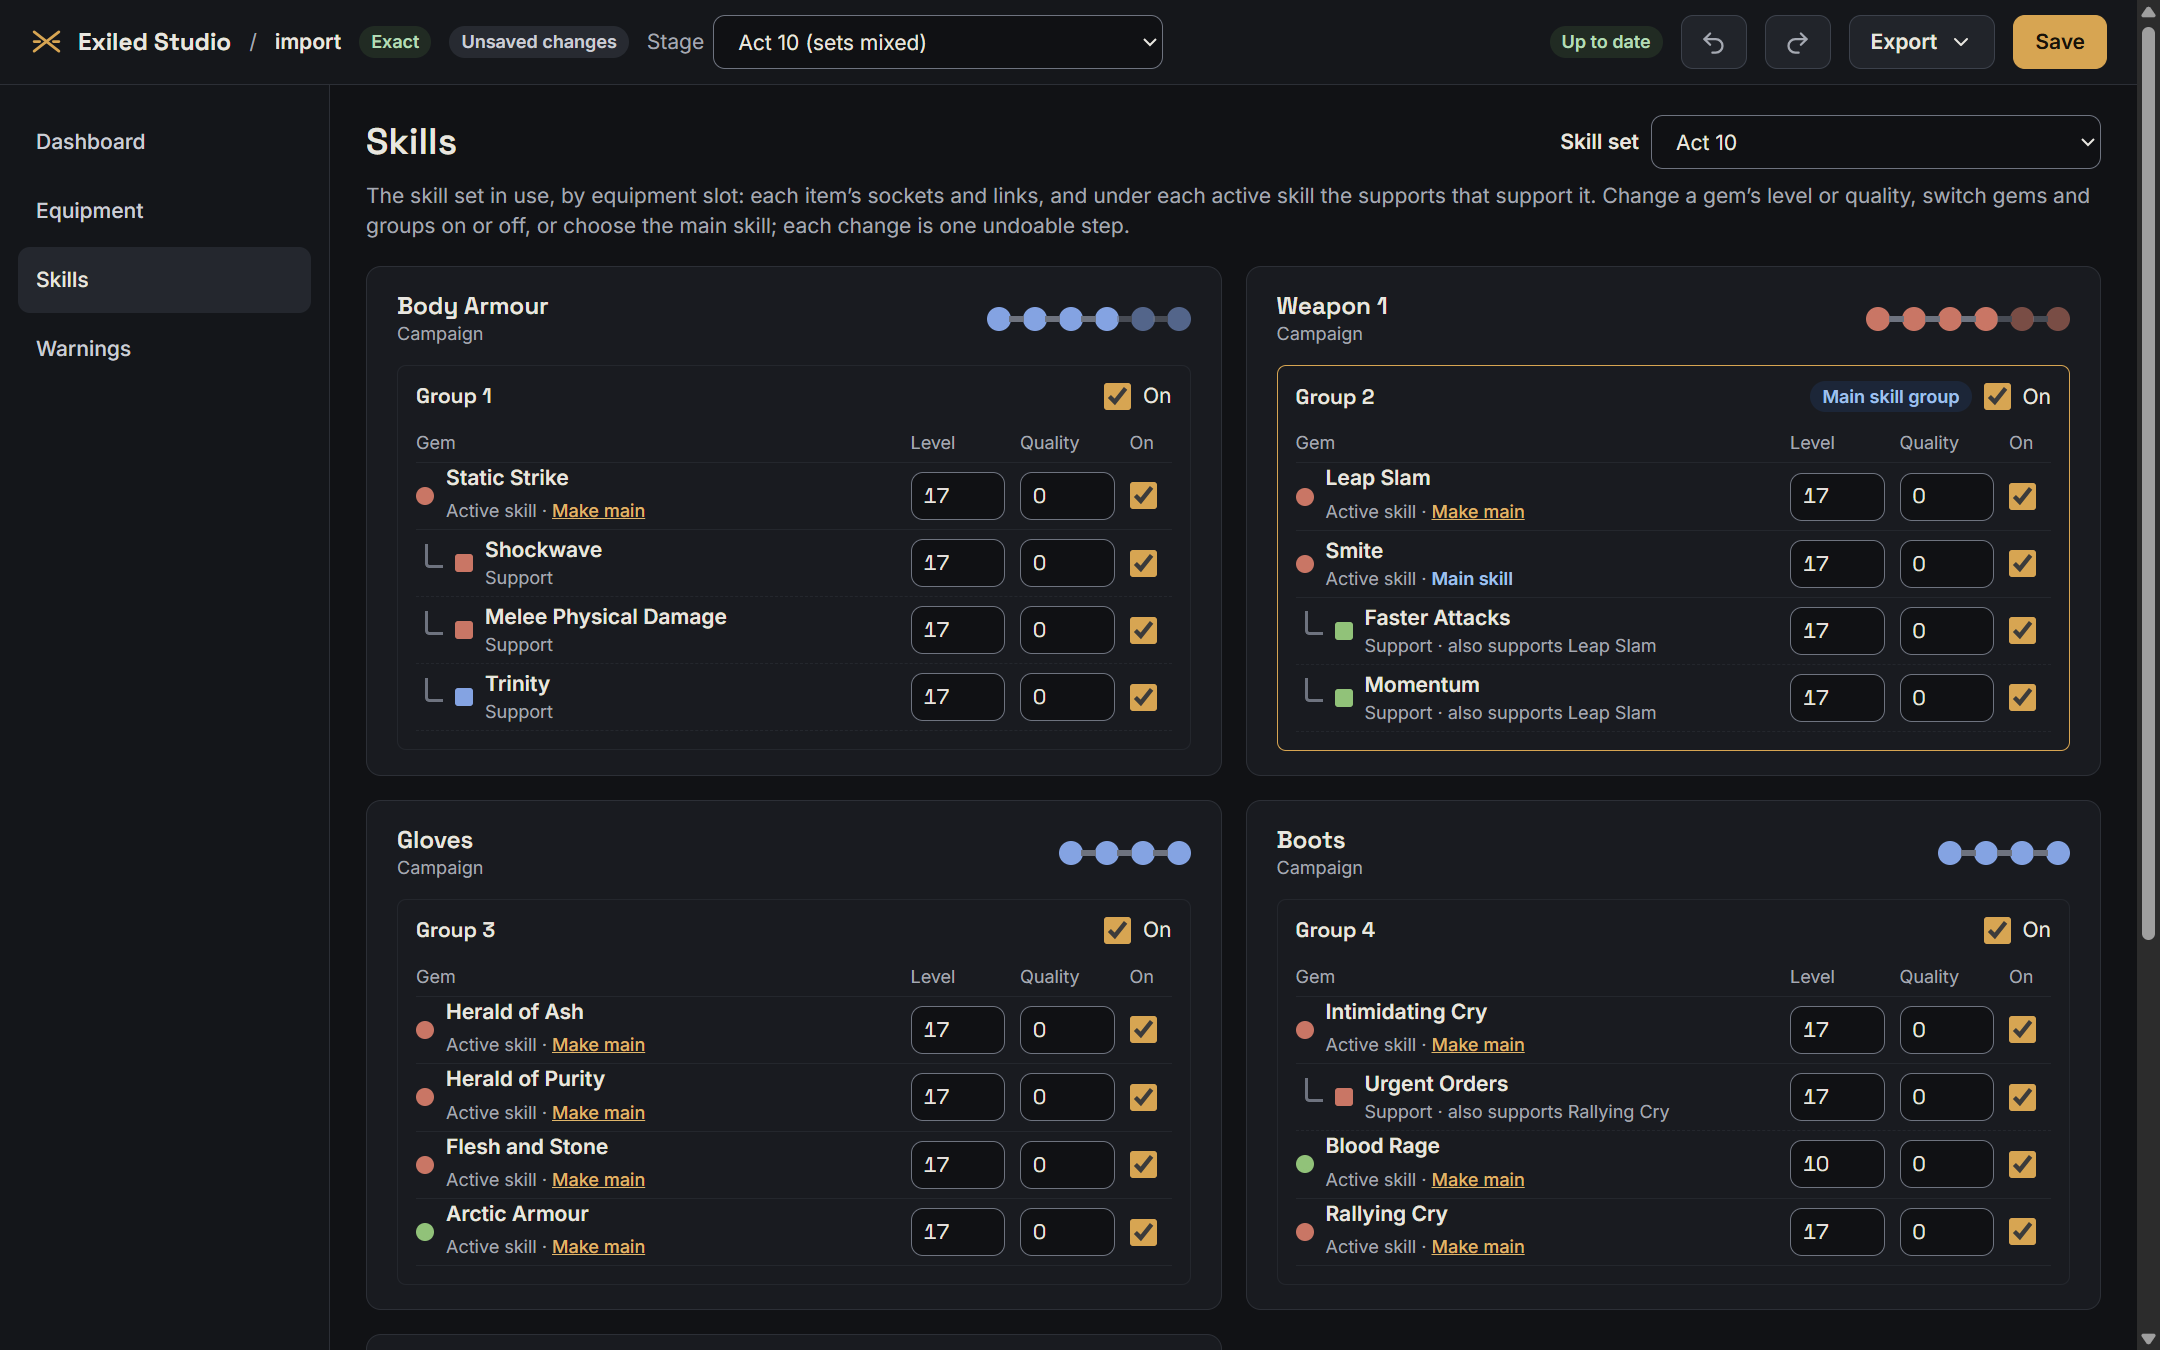 Exiled Studio / import Exact Unsaved changes Stage Act 10 (sets mixed) Up to date Export Save
Dashboard
Equipment
Skills
Warnings
Skills
Skill set Act 10
The skill set in use, by equipment slot: each item’s sockets and links, and under each active skill the supports that support it. Change a gem’s level or quality, switch gems and
groups on or off, or choose the main skill; each change is one undoable step.
Body Armour
Campaign
Group 1 On
Gem Level Quality On
Static Strike
Active skill · Make main
17 0
Shockwave
Support
17 0
Melee Physical Damage
Support
17 0
Trinity
Support
17 0
Weapon 1
Campaign
Group 2 Main skill group On
Gem Level Quality On
Leap Slam
Active skill · Make main
17 0
Smite
Active skill · Main skill
17 0
Faster Attacks
Support · also supports Leap Slam
17 0
Momentum
Support · also supports Leap Slam
17 0
Gloves
Campaign
Group 3 On
Gem Level Quality On
Herald of Ash
Active skill · Make main
17 0
Herald of Purity
Active skill · Make main
17 0
Flesh and Stone
Active skill · Make main
17 0
Arctic Armour
Active skill · Make main
17 0
Boots
Campaign
Group 4 On
Gem Level Quality On
Intimidating Cry
Active skill · Make main
17 0
Urgent Orders
Support · also supports Rallying Cry
17 0
Blood Rage
Active skill · Make main
10 0
Rallying Cry
Active skill · Make main
17 0